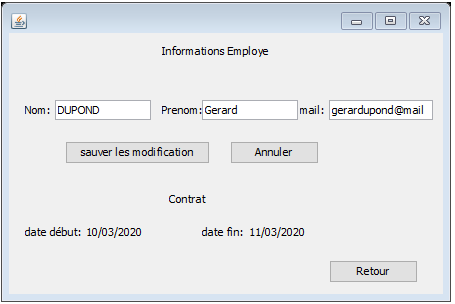 Informations Employe
Nom: DUPOND Prenom: Gerard mail: gerardupond@mail
sauver les modification Annuler
Contrat
date début: 10/03/2020 date fin: 11/03/2020
Retour